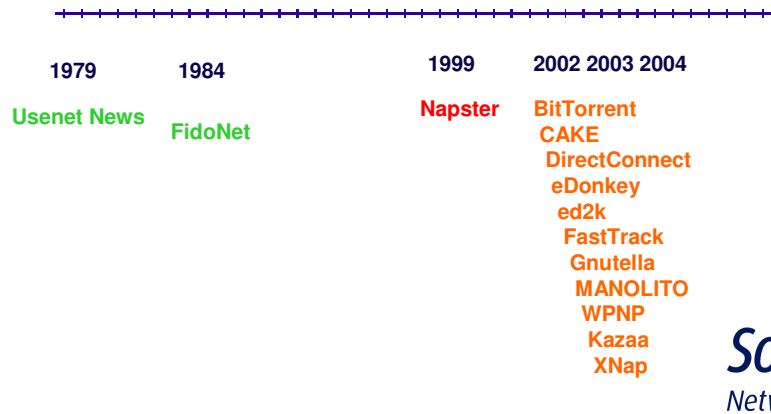 1979 1984 1999 2002 2003 2004
Usenet News FidoNet Napster BitTorrent
CAKE
DirectConnect
eDonkey
ed2k
FastTrack
Gnutella
MANOLITO
WPNP
Kazaa
XNap